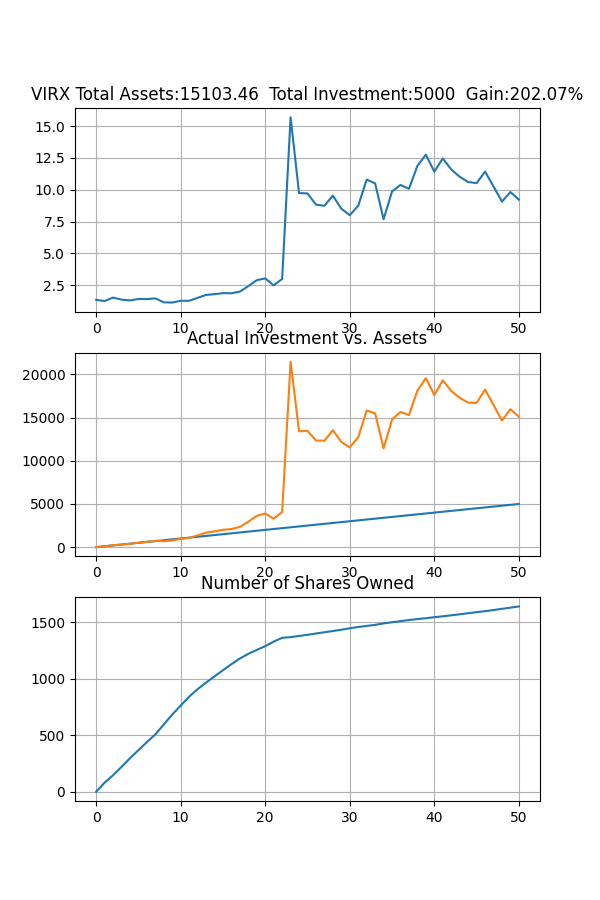 VIRX Total Assets:15103.46  Total Investment:5000  Gain:202.07%
15.0
12.5
10.0
7.5
5.0
2.5
0 10 20 30 40 50
Actual Investment vs. Assets
20000
15000
10000
5000
0
0 10 20 30 40 50
Number of Shares Owned
1500
1000
500
0
0 10 20 30 40 50